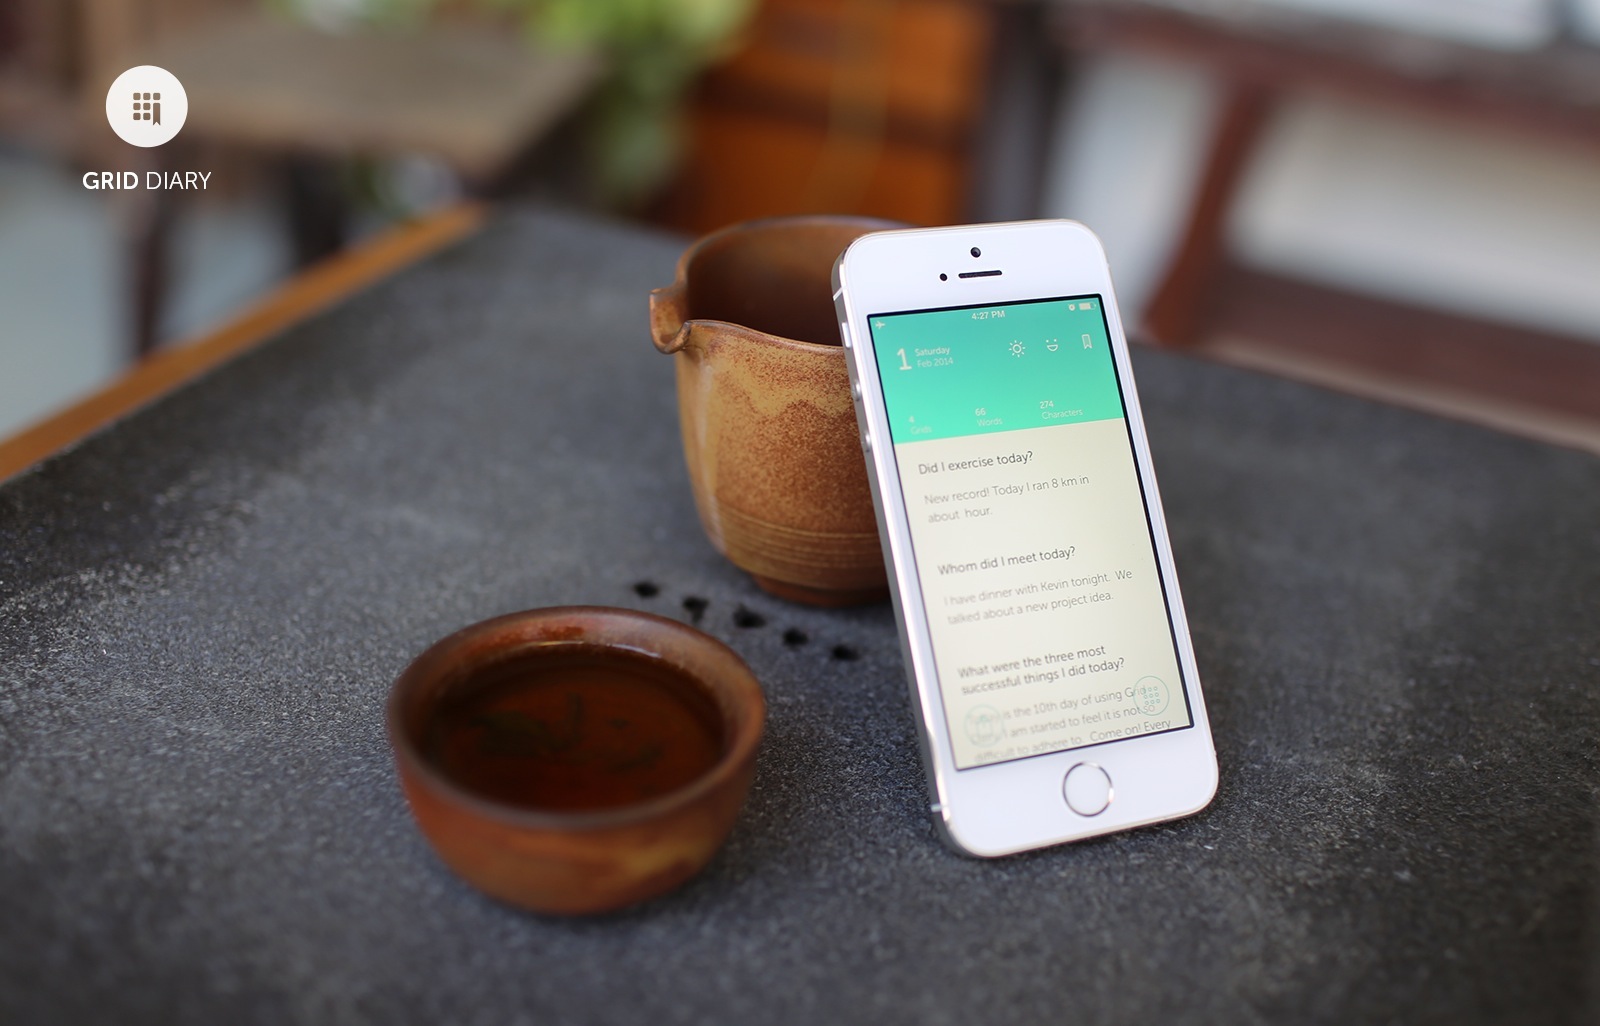 GRID DIARY
4:27 PM
1 Saturday
Feb 2014
4
Grids
66
Words
274
Characters
Did I exercise today?
New record! Today I ran 8 km in
about hour.
Whom did I meet today?
I have dinner with Kevin tonight. We
talked about a new project idea.
What were the three most
successful things I did today?
is the 10th day of using Grid
I am started to feel it is not so
difficult to adhere to. Come on! Every